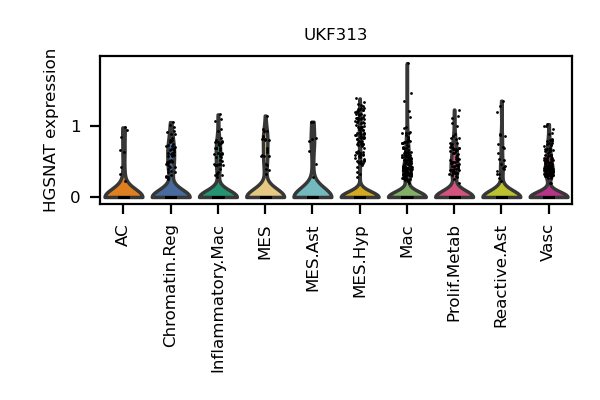 UKF313
HGSNAT expression
1
0
AC
Chromatin.Reg
Inflammatory.Mac
MES
MES.Ast
MES.Hyp
Mac
Prolif.Metab
Reactive.Ast
Vasc